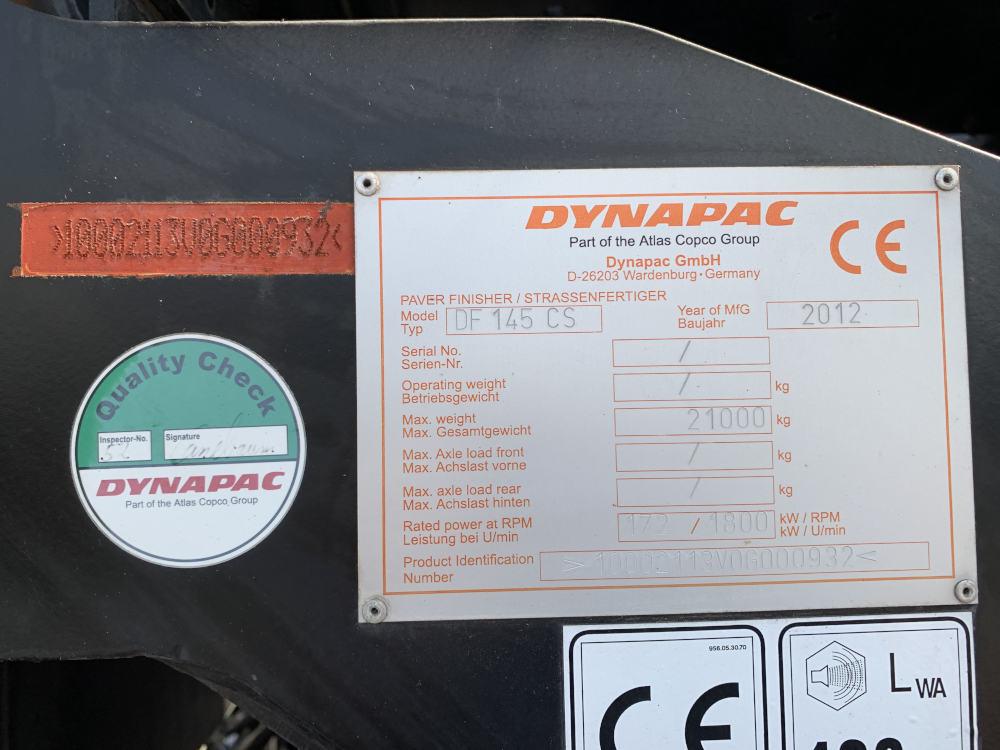 >10002113V0G000932<
DYNAPAC
Part of the Atlas Copco Group
Dynapac GmbH
D-26203 Wardenburg · Germany
CE
PAVER FINISHER / STRASSENFERTIGER
Model
Typ
DF 145 CS
Year of MfG
Baujahr
2012
Serial No.
Serien-Nr.
/
Operating weight
Betriebsgewicht
/
kg
Max. weight
Max. Gesamtgewicht
21000
kg
Max. Axle load front
Max. Achslast vorne
/
kg
Max. axle load rear
Max. Achslast hinten
/
kg
Rated power at RPM
Leistung bei U/min
172 / 1800
kW / RPM
kW / U/min
Product Identification
Number
>10002113V0G000932<
Quality Check
Inspector-No.
52
Signature
DYNAPAC
Part of the Atlas Copco Group
956.05.30.70
CE
LWA